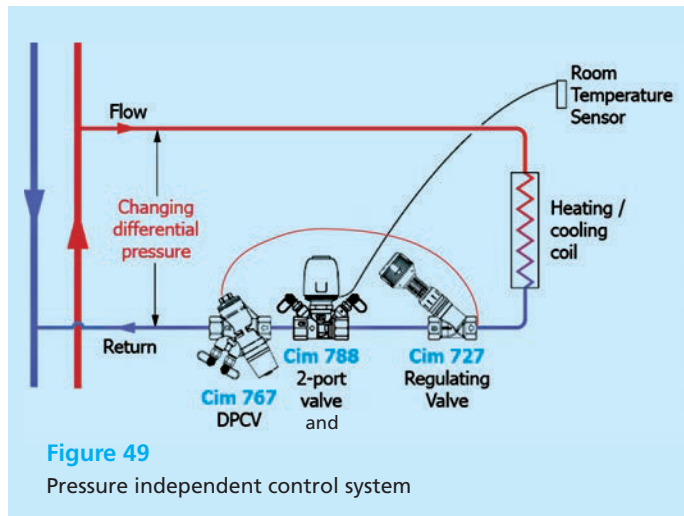 Room
Temperature
Sensor
Flow
Changing
differential
pressure
Heating /
cooling
coil
Return
Cim 767
DPCV
Cim 788
2-port
valve
and
Cim 727
Regulating
Valve
Figure 49
Pressure independent control system